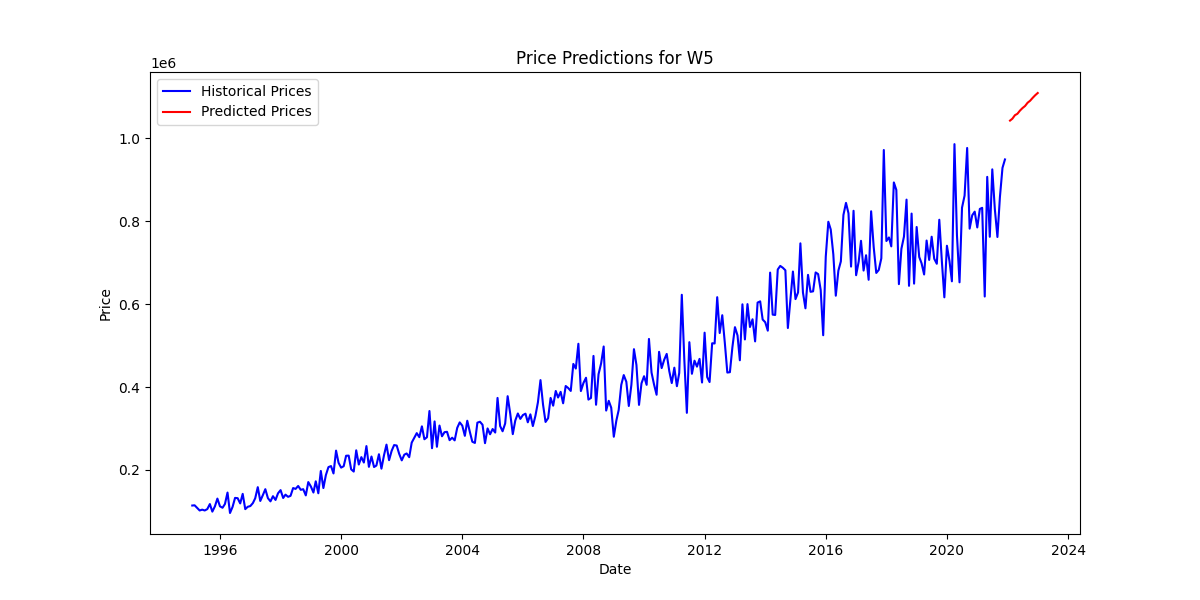 Price Predictions for W5
1e6
Historical Prices
Predicted Prices
1.0
0.8
0.6
0.4
0.2
Price
1996 2000 2004 2008 2012 2016 2020 2024
Date